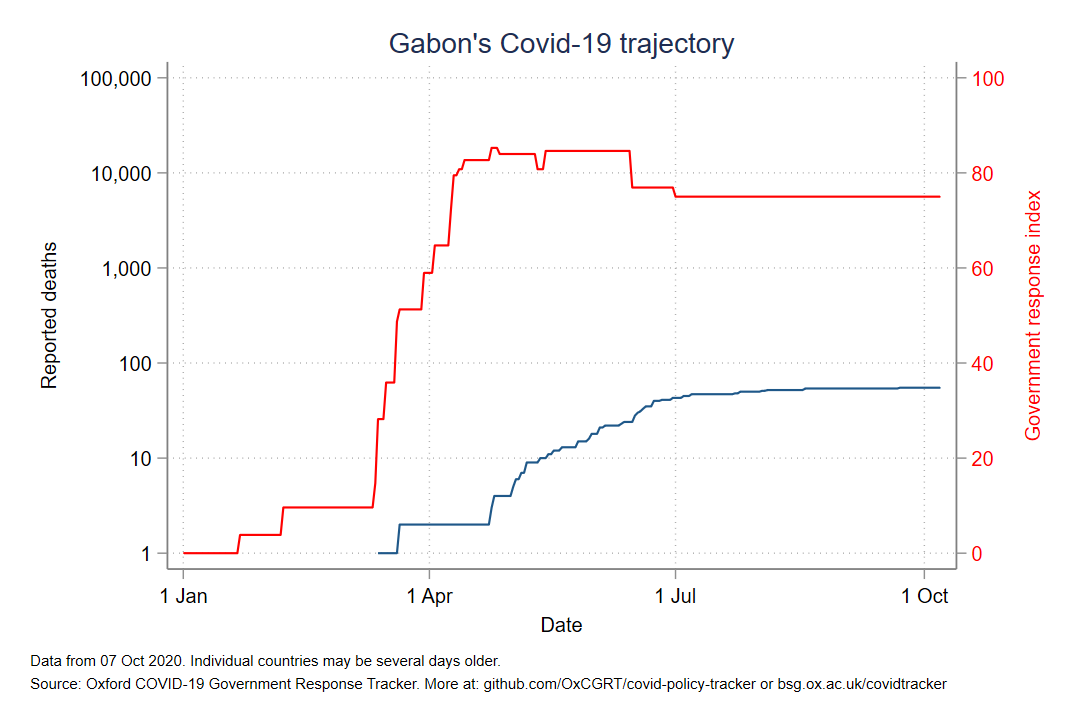 Gabon's Covid-19 trajectory
100,000
10,000
1,000
100
10
1
Reported deaths
100
80
60
40
20
0
Government response index
1 Jan
1 Apr
1 Jul
1 Oct
Date
Data from 07 Oct 2020. Individual countries may be several days older.
Source: Oxford COVID-19 Government Response Tracker. More at: github.com/OxCGRT/covid-policy-tracker or bsg.ox.ac.uk/covidtracker